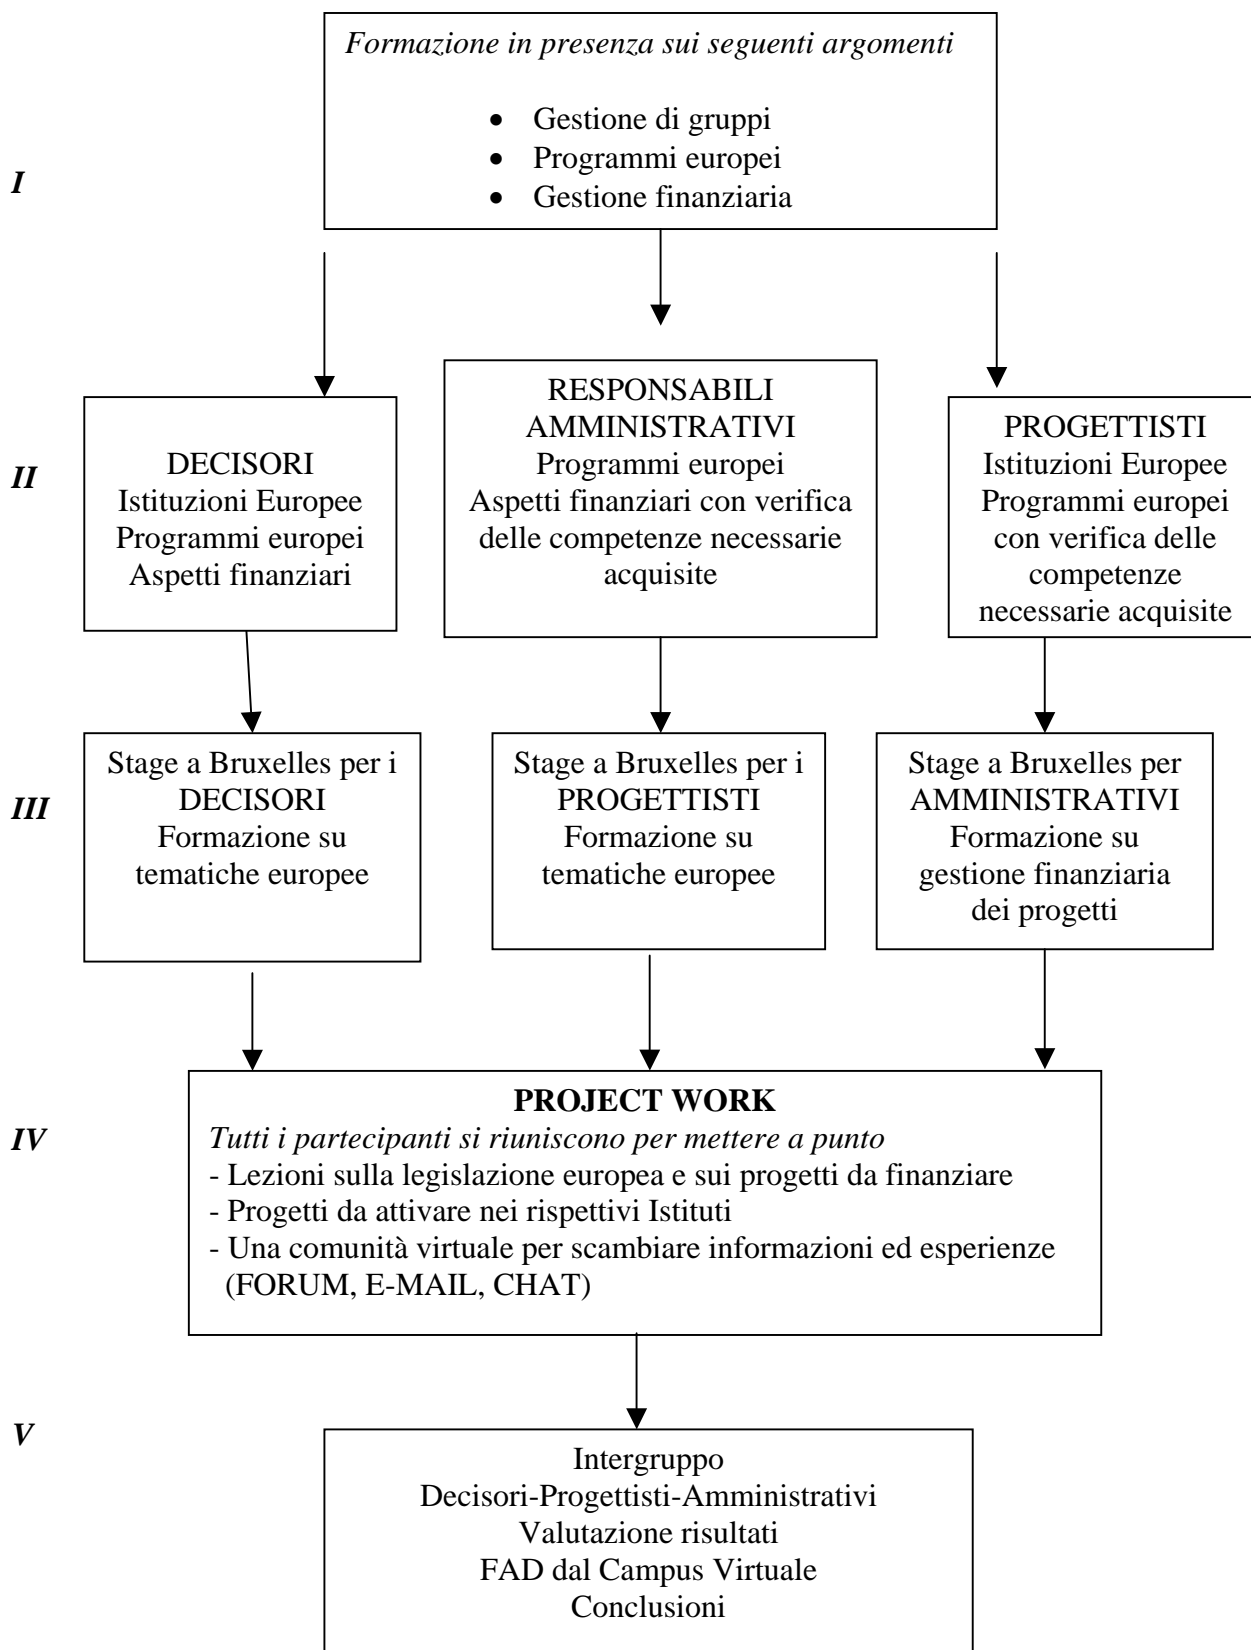 Formazione in presenza sui seguenti argomenti
• Gestione di gruppi
• Programmi europei
• Gestione finanziaria
I
II
DECISORI
Istituzioni Europee
Programmi europei
Aspetti finanziari
RESPONSABILI
AMMINISTRATIVI
Programmi europei
Aspetti finanziari con verifica
delle competenze necessarie
acquisite
PROGETTISTI
Istituzioni Europee
Programmi europei
con verifica delle
competenze
necessarie acquisite
III
Stage a Bruxelles per i
DECISORI
Formazione su
tematiche europee
Stage a Bruxelles per i
PROGETTISTI
Formazione su
tematiche europee
Stage a Bruxelles per
AMMINISTRATIVI
Formazione su
gestione finanziaria
dei progetti
IV
PROJECT WORK
Tutti i partecipanti si riuniscono per mettere a punto
- Lezioni sulla legislazione europea e sui progetti da finanziare
- Progetti da attivare nei rispettivi Istituti
- Una comunità virtuale per scambiare informazioni ed esperienze
(FORUM, E-MAIL, CHAT)
V
Intergruppo
Decisori-Progettisti-Amministrativi
Valutazione risultati
FAD dal Campus Virtuale
Conclusioni